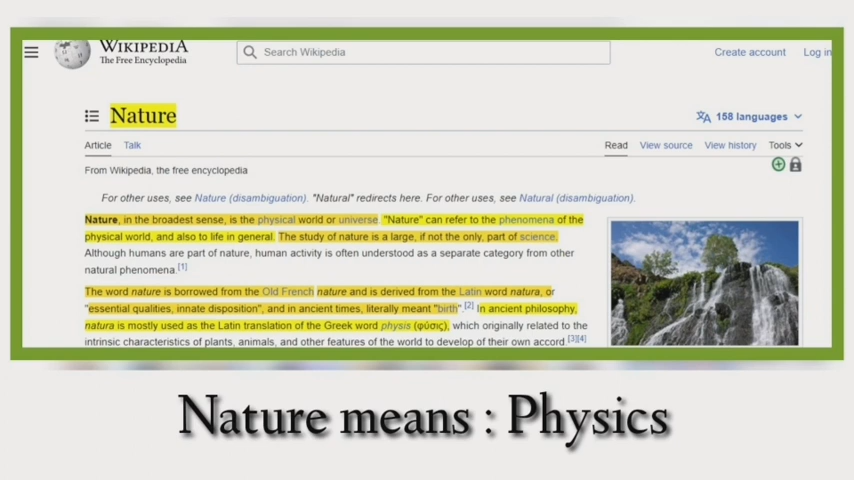 WIKIPEDIA
The Free Encyclopedia
Search Wikipedia
Create account Log in
Nature
158 languages
Article Talk
Read View source View history Tools
From Wikipedia, the free encyclopedia
For other uses, see Nature (disambiguation). "Natural" redirects here. For other uses, see Natural (disambiguation).
Nature, in the broadest sense, is the physical world or universe. "Nature" can refer to the phenomena of the
physical world, and also to life in general. The study of nature is a large, if not the only, part of science.
Although humans are part of nature, human activity is often understood as a separate category from other
natural phenomena.[1]
The word nature is borrowed from the Old French nature and is derived from the Latin word natura, or
"essential qualities, innate disposition", and in ancient times, literally meant "birth".[2] In ancient philosophy,
natura is mostly used as the Latin translation of the Greek word physis (φύσις), which originally related to the
intrinsic characteristics of plants, animals, and other features of the world to develop of their own accord.[3][4]
Nature means : Physics